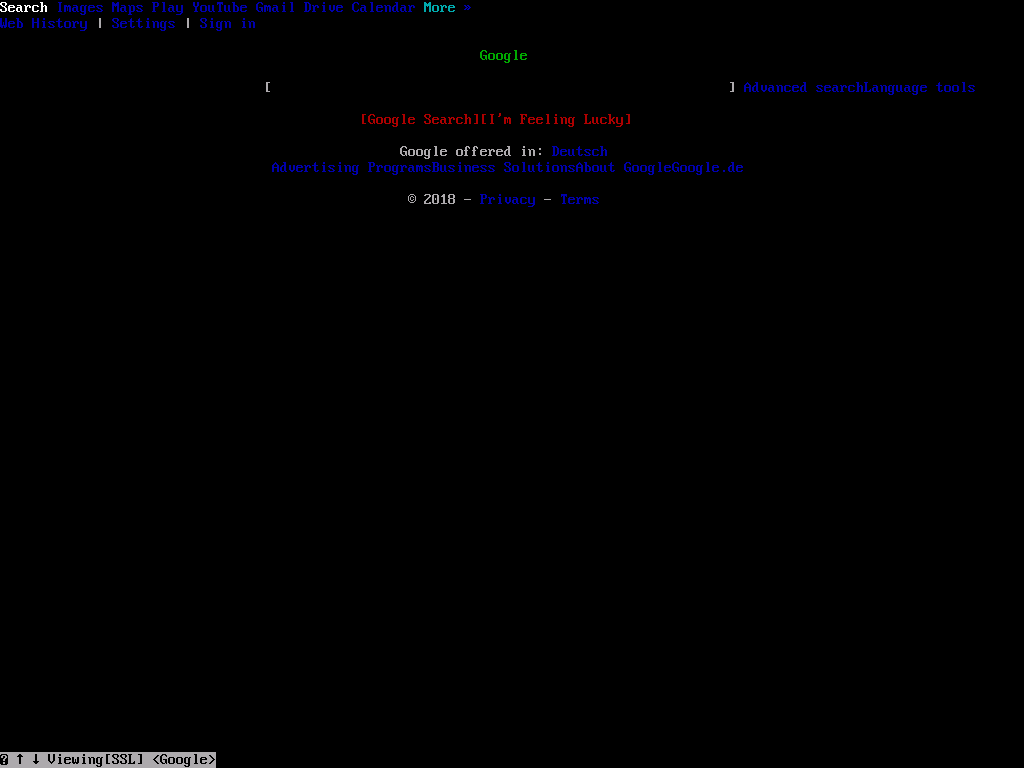 Search Images Maps Play YouTube Gmail Drive Calendar More »
Web History | Settings | Sign in
Google
[ ] Advanced searchLanguage tools
[Google Search][I'm Feeling Lucky]
Google offered in: Deutsch
Advertising ProgramsBusiness SolutionsAbout GoogleGoogle.de
© 2018 - Privacy - Terms
? ↑ ↓ Viewing[SSL] <Google>